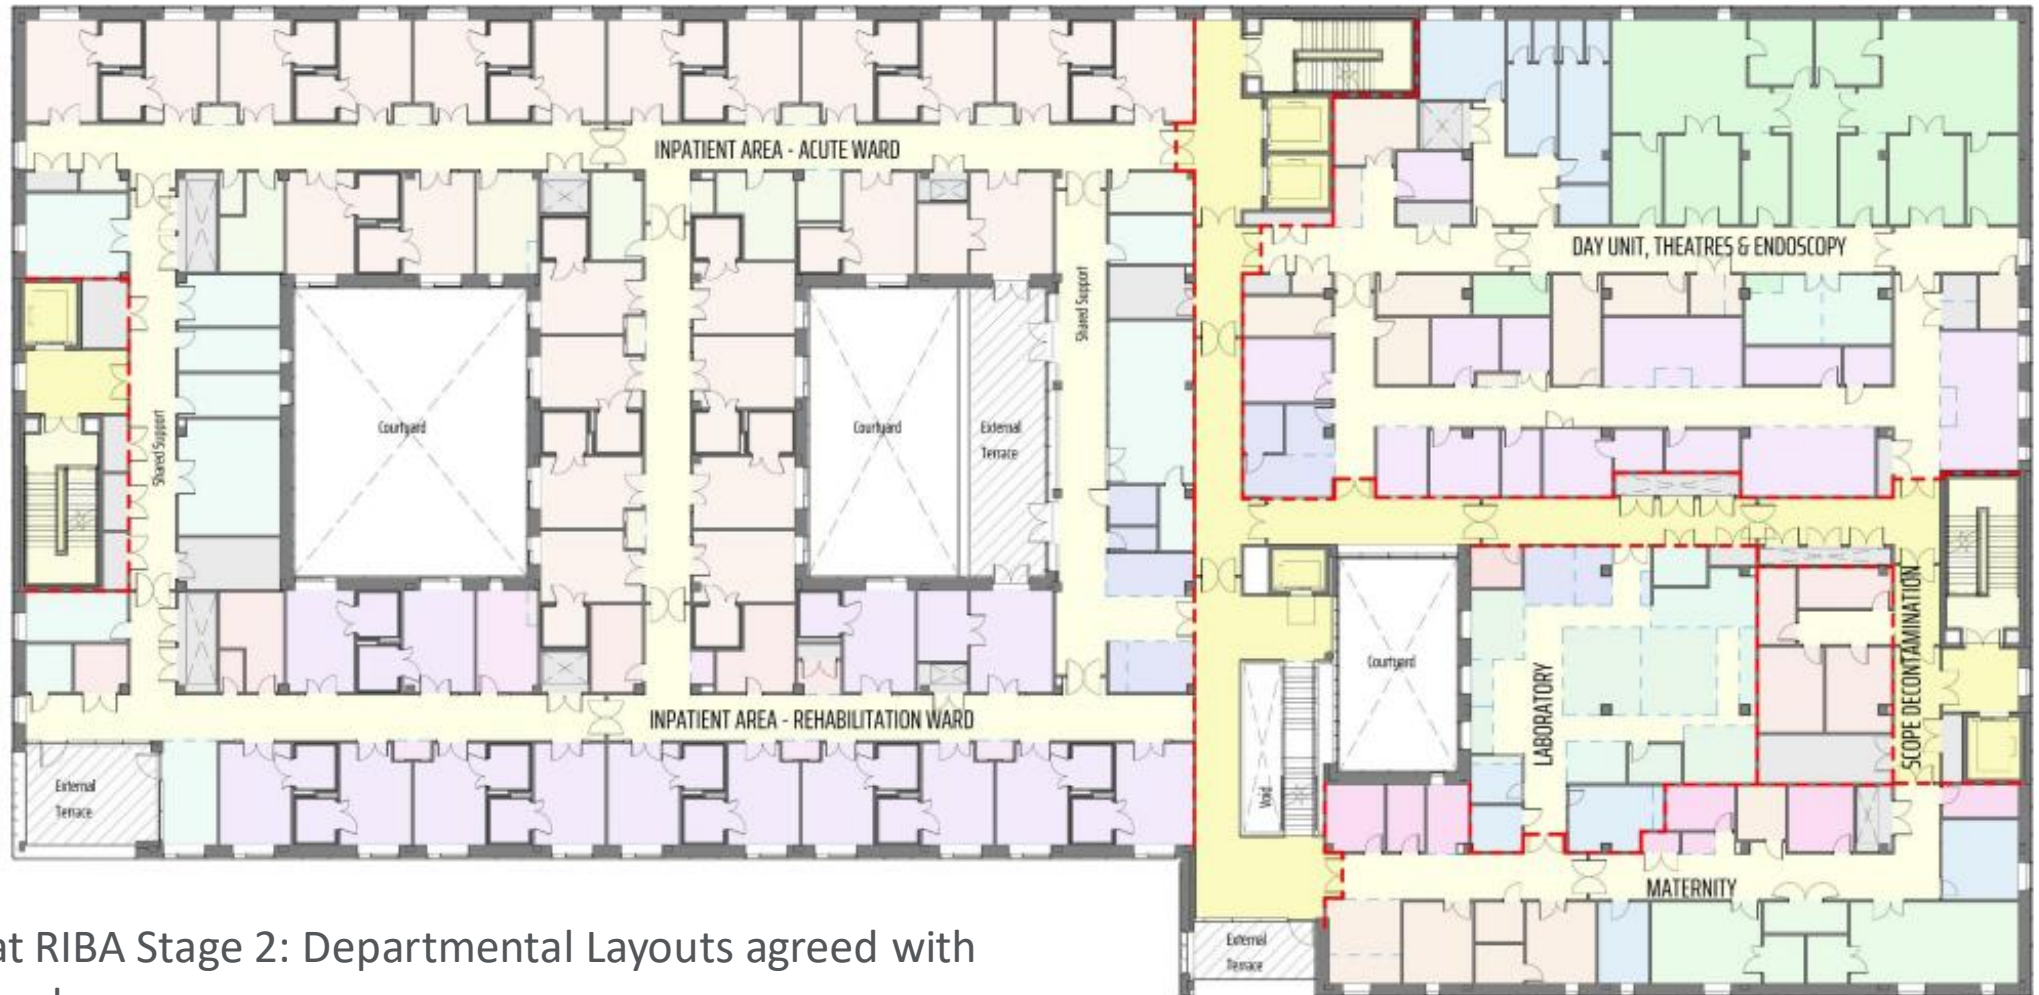 INPATIENT AREA - ACUTE WARD
DAY UNIT, THEATRES & ENDOSCOPY
Shared Support
Shared Support
Courtyard
Courtyard
External
Terrace
Courtyard
LABORATORY
SCOPE DECONTAMINATION
INPATIENT AREA - REHABILITATION WARD
Void
External
Terrace
MATERNITY
External
Terrace
at RIBA Stage 2: Departmental Layouts agreed with